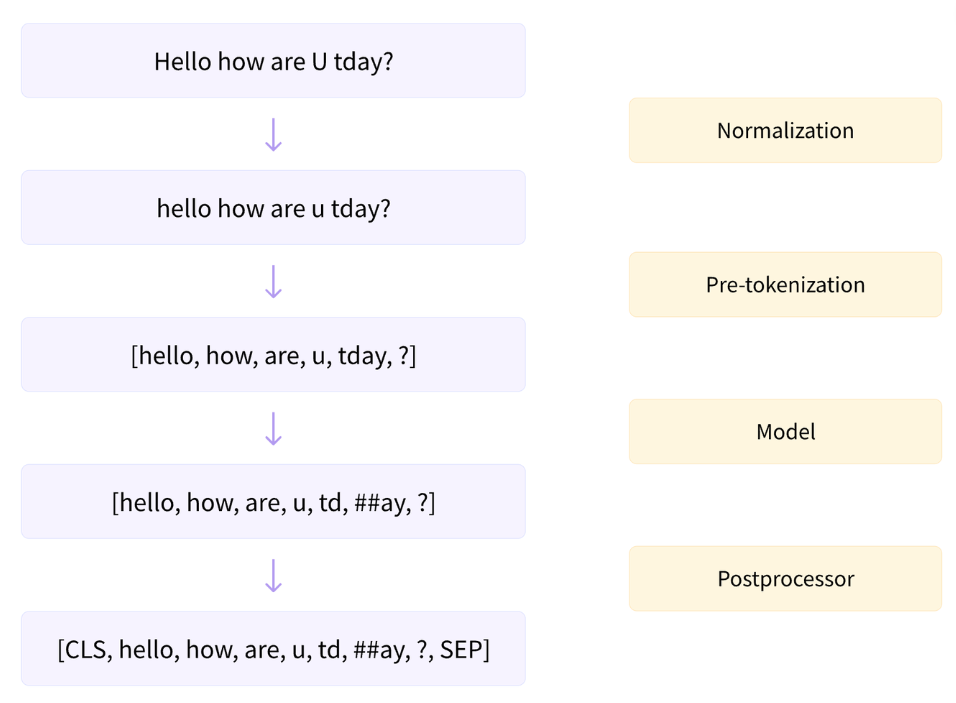 Hello how are U tday?
Normalization
hello how are u tday?
Pre-tokenization
[hello, how, are, u, tday, ?]
Model
[hello, how, are, u, td, ##ay, ?]
Postprocessor
[CLS, hello, how, are, u, td, ##ay, ?, SEP]